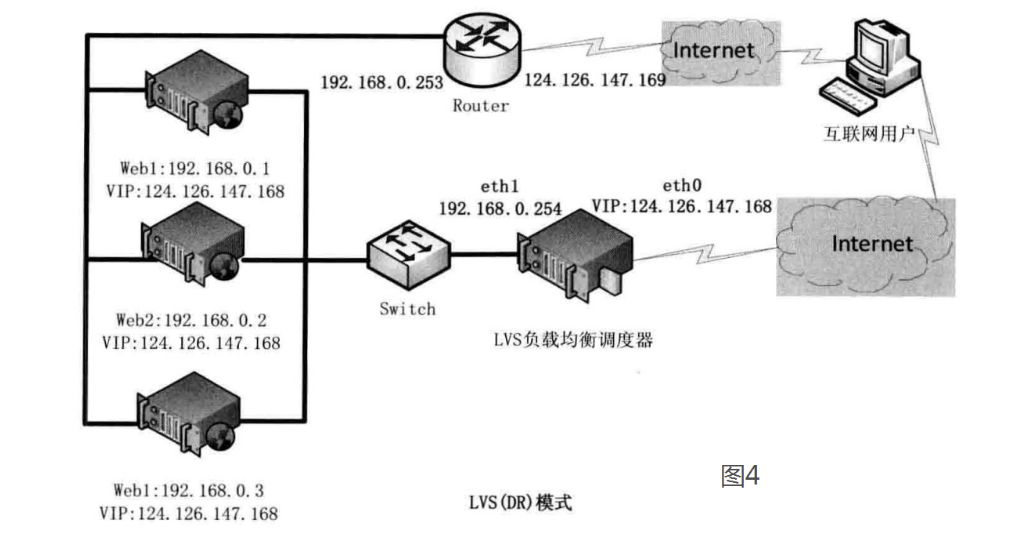 Internet
192.168.0.253
124.126.147.169
Router
互联网用户
Web1:192.168.0.1
VIP:124.126.147.168
eth1
eth0
192.168.0.254
VIP:124.126.147.168
Internet
Switch
Web2:192.168.0.2
VIP:124.126.147.168
LVS负载均衡调度器
图4
Web1:192.168.0.3
VIP:124.126.147.168
LVS(DR)模式